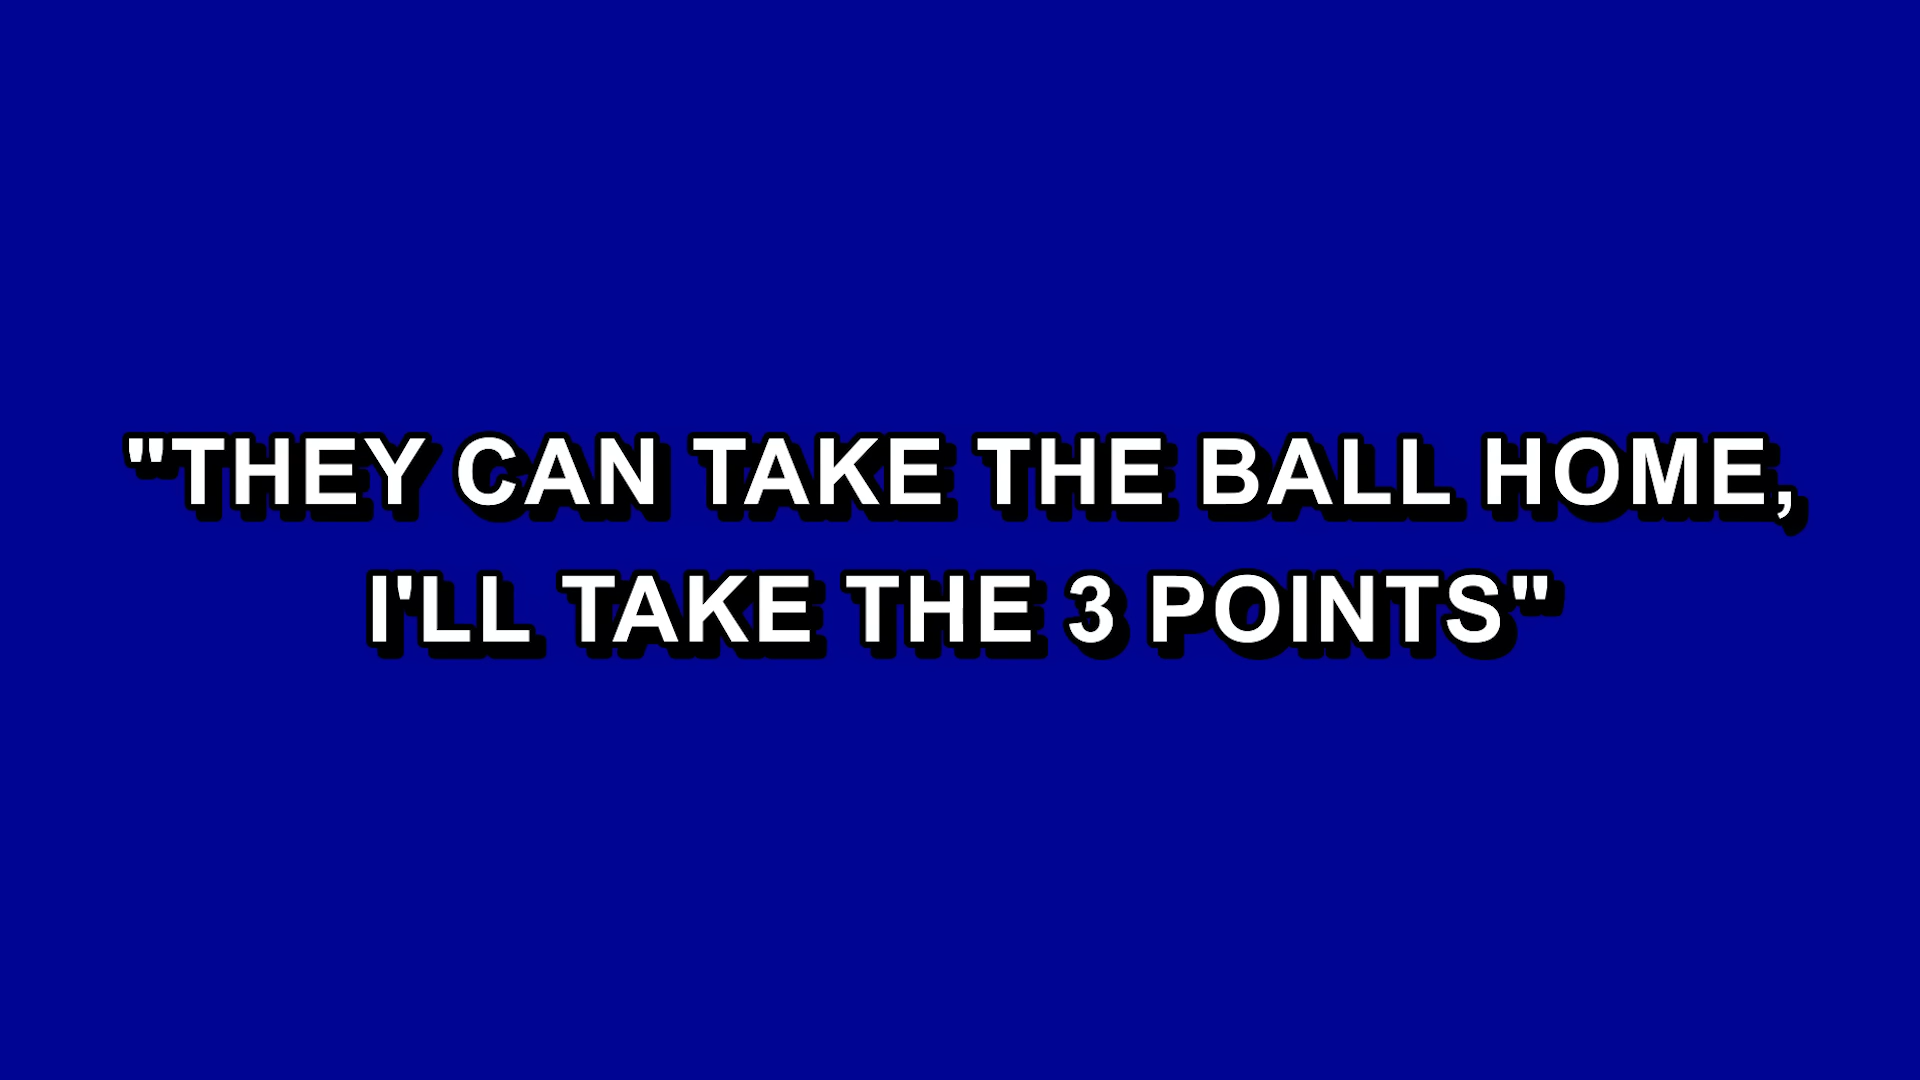 "THEY CAN TAKE THE BALL HOME,
I'LL TAKE THE 3 POINTS"